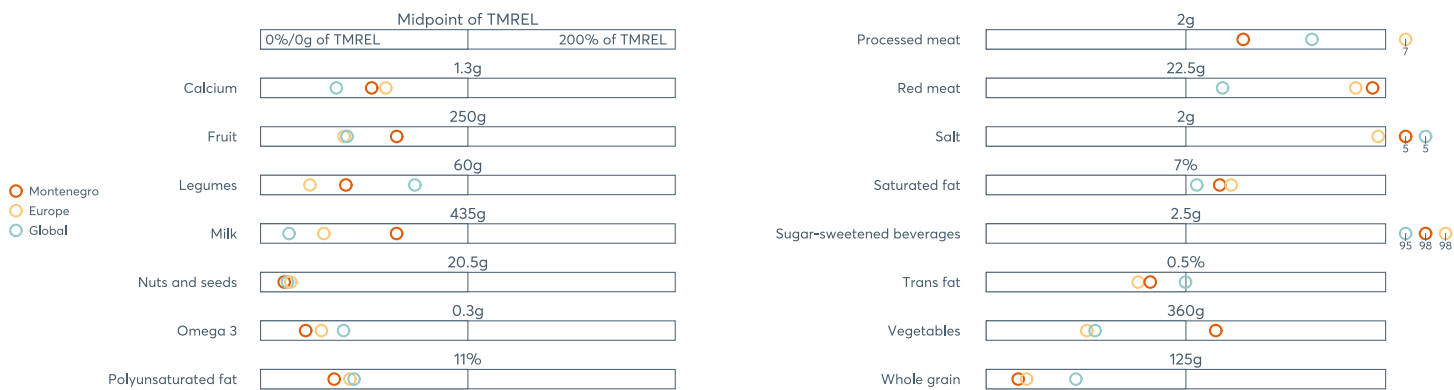 Midpoint of TMREL
0%/0g of TMREL 200% of TMREL
1.3g
Calcium
250g
Fruit
60g
Legumes
435g
Milk
20.5g
Nuts and seeds
0.3g
Omega 3
11%
Polyunsaturated fat
Montenegro
Europe
Global
2g
Processed meat
7
22.5g
Red meat
2g
Salt
5 5
7%
Saturated fat
2.5g
Sugar-sweetened beverages
95 98 98
0.5%
Trans fat
360g
Vegetables
125g
Whole grain